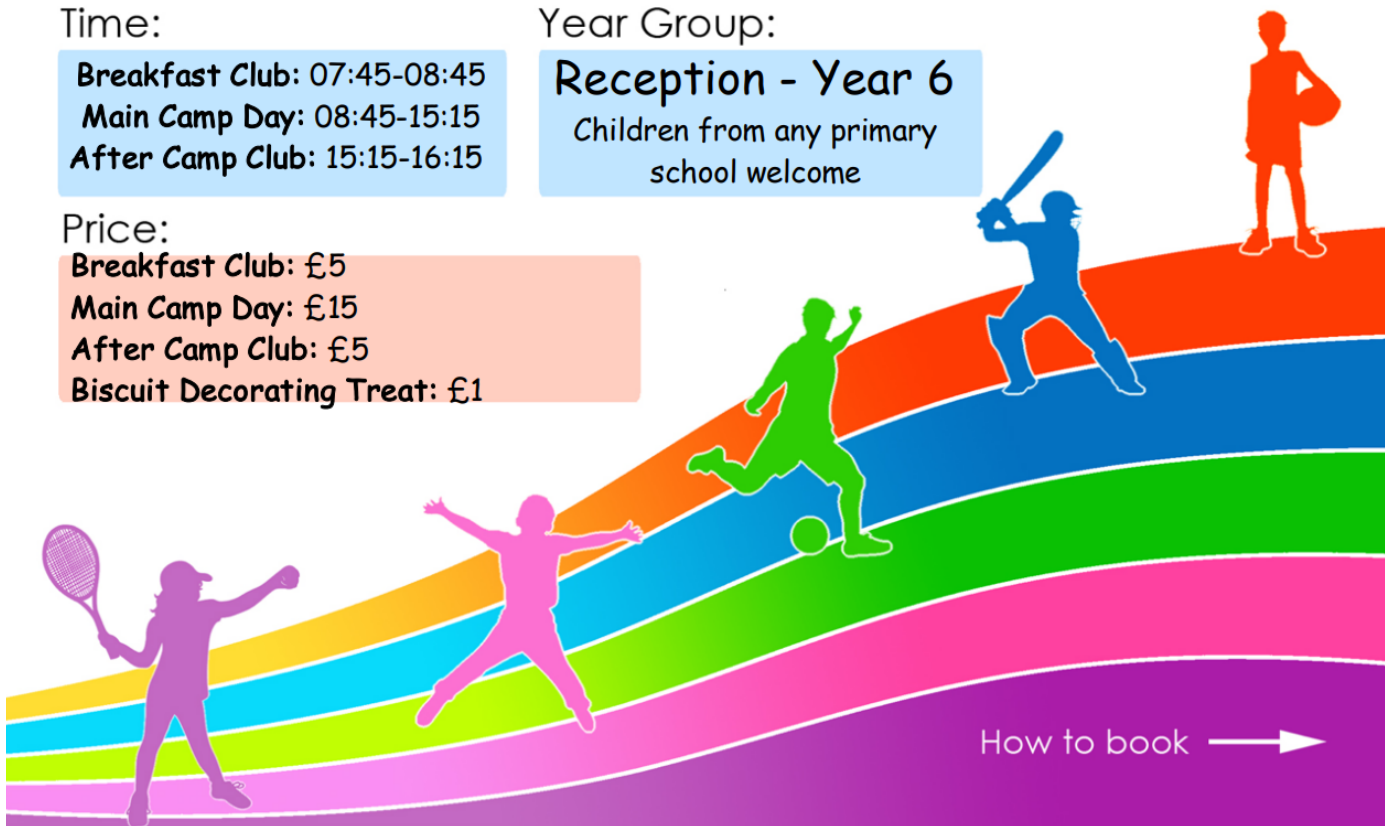 Time:
Breakfast Club: 07:45-08:45
Main Camp Day: 08:45-15:15
After Camp Club: 15:15-16:15
Year Group:
Reception - Year 6
Children from any primary
school welcome
Price:
Breakfast Club: £5
Main Camp Day: £15
After Camp Club: £5
Biscuit Decorating Treat: £1
How to book